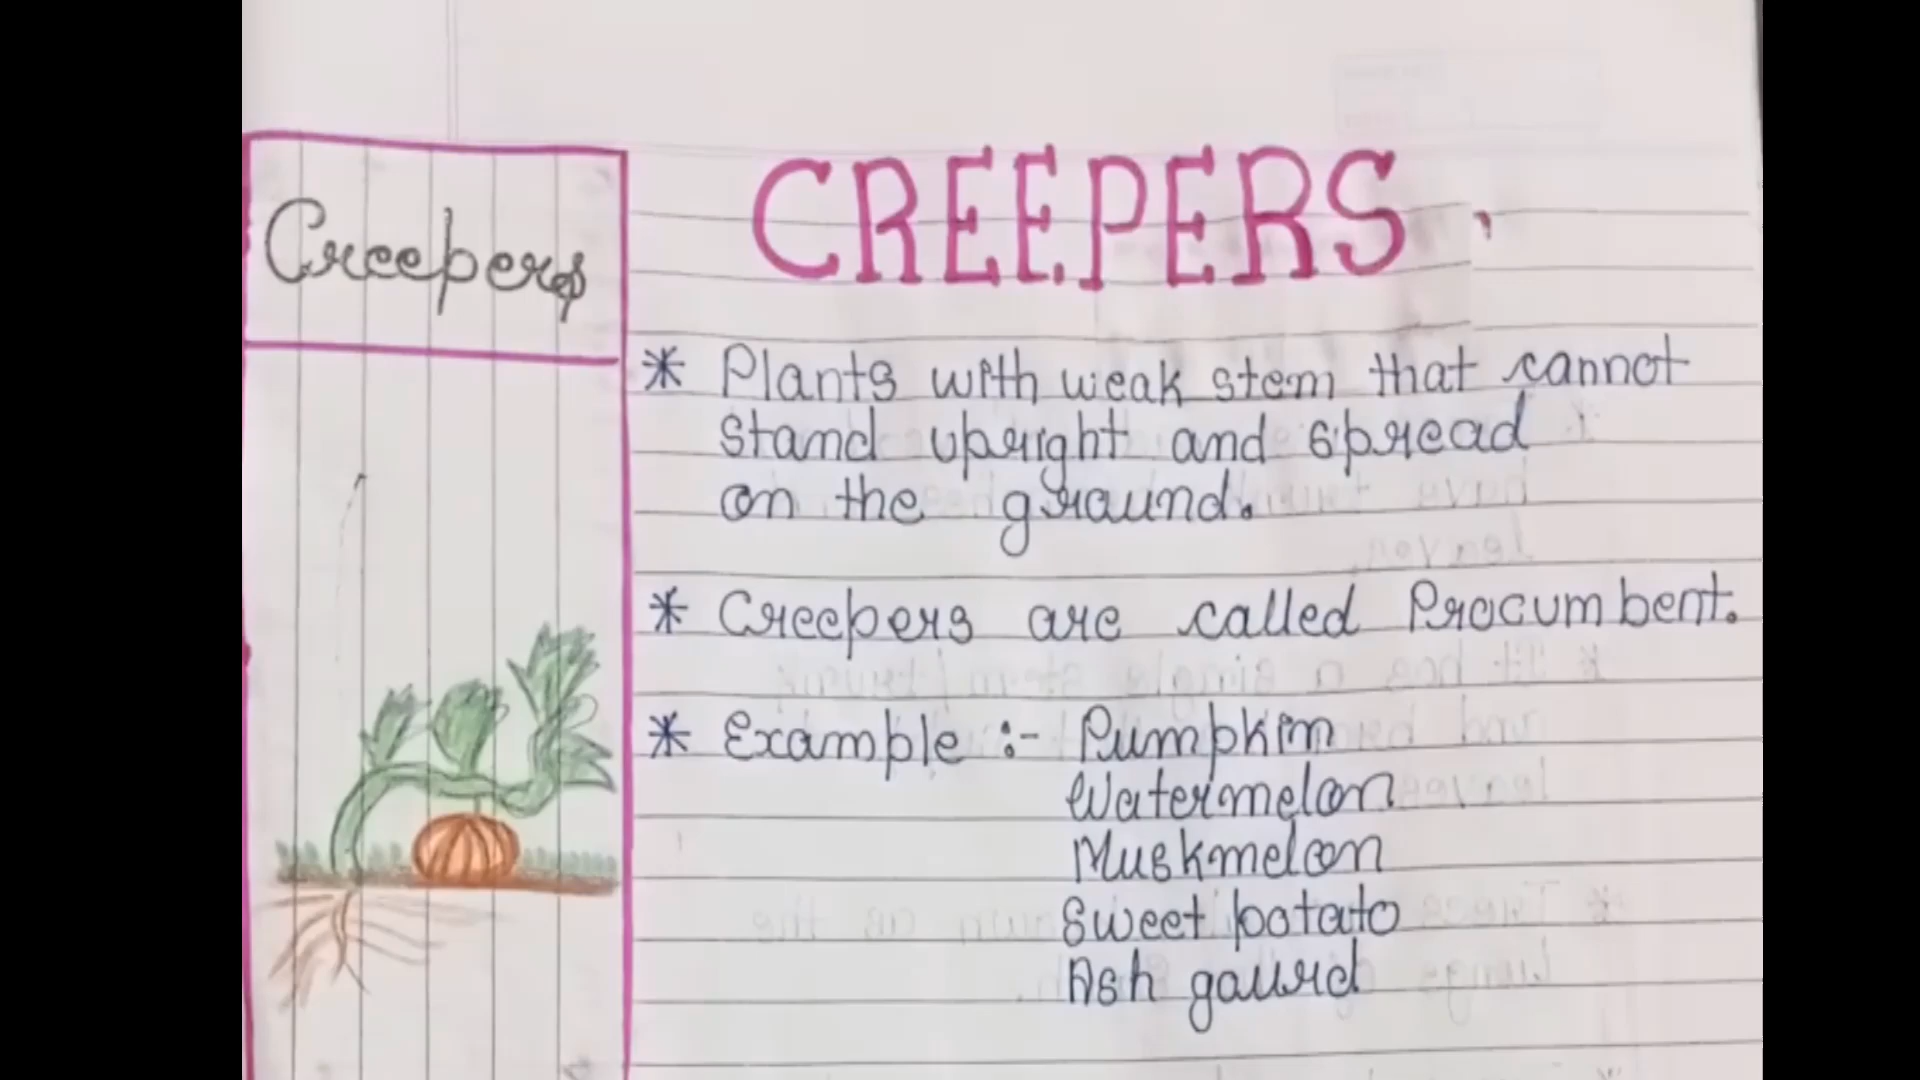 Creepers
CREEPERS
* Plants with weak stem that cannot
stand upright and spread
on the ground.
* Creepers are called Procumbent.
* Example :- Pumpkin
Watermelon
Muskmelon
Sweet potato
Ash gourd